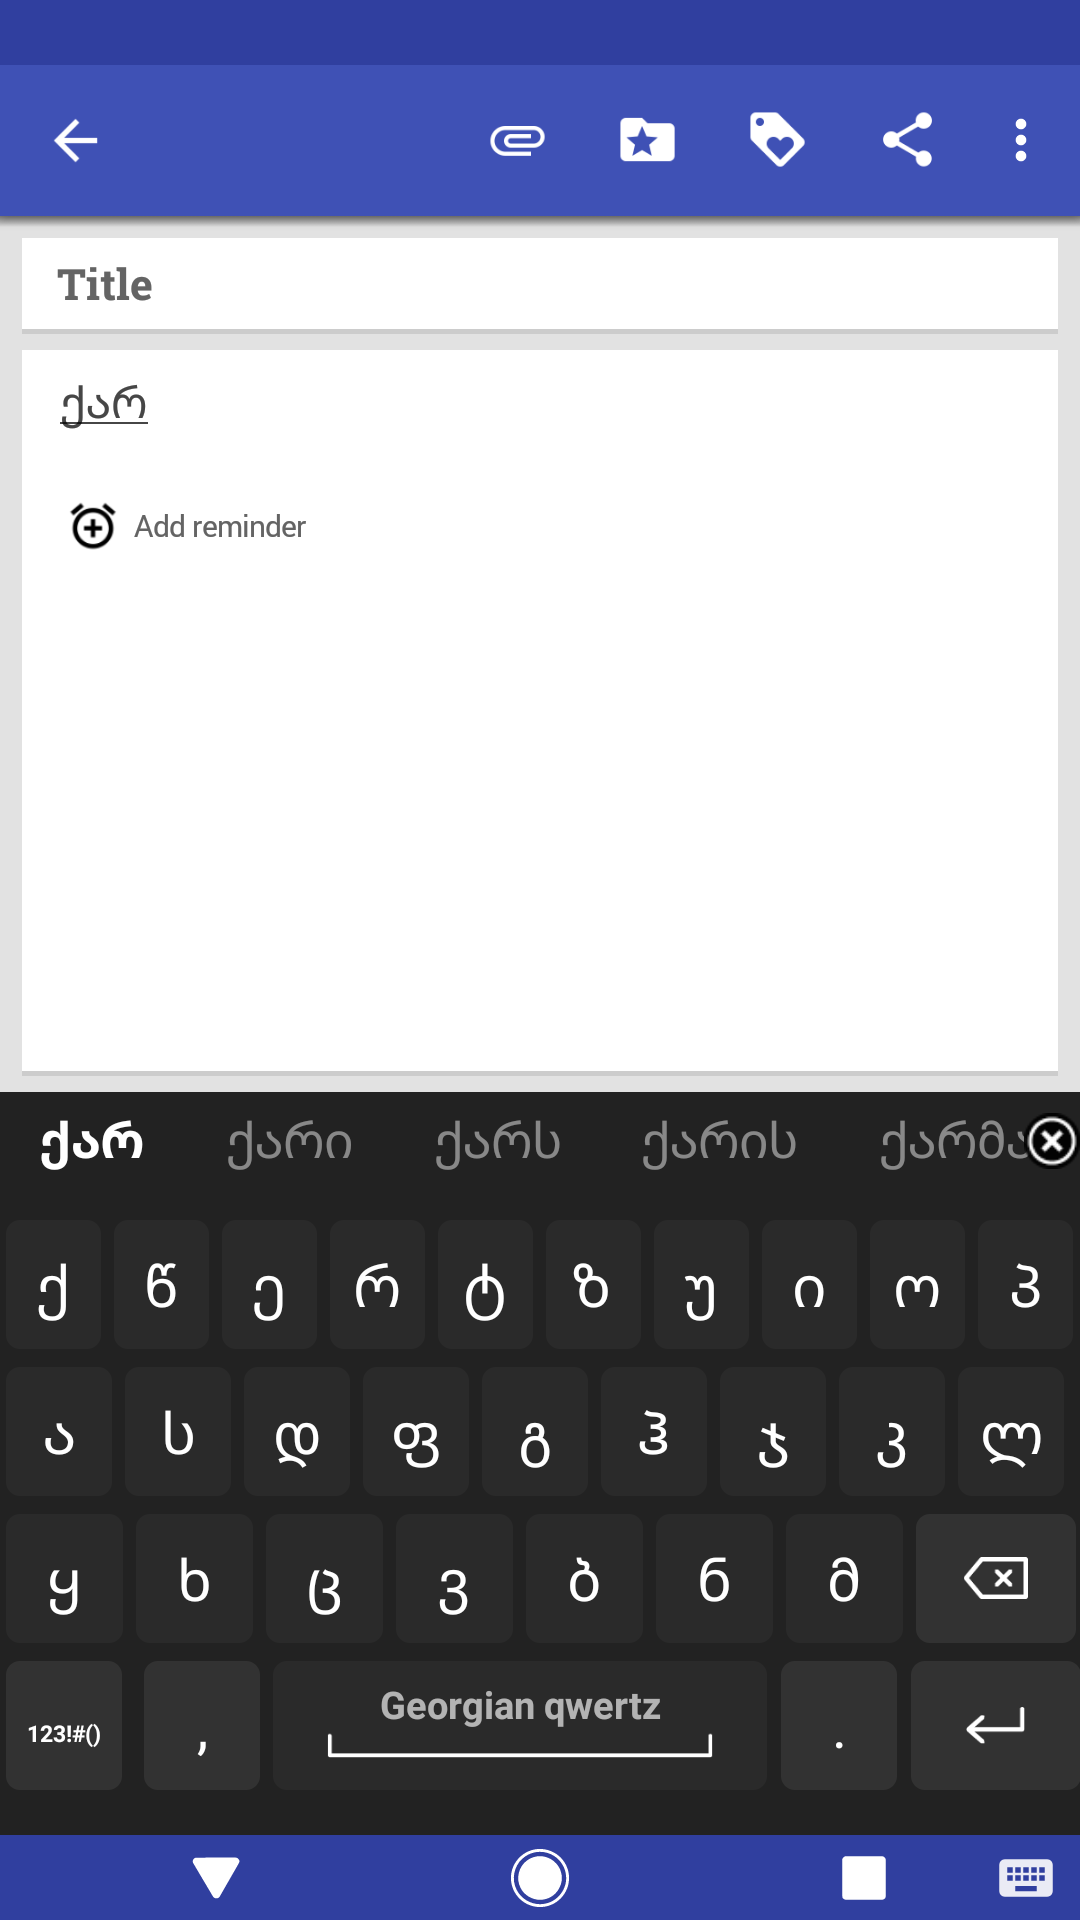 Title
ქარ
Add reminder
ქარ ქარი ქარს ქარის ქარმა
ქ წ ე რ ტ ზ უ ი ო პ
ა ს დ ფ გ ჰ ჯ კ ლ
ყ ხ ც ვ ბ ნ მ
123!#() , Georgian qwertz .